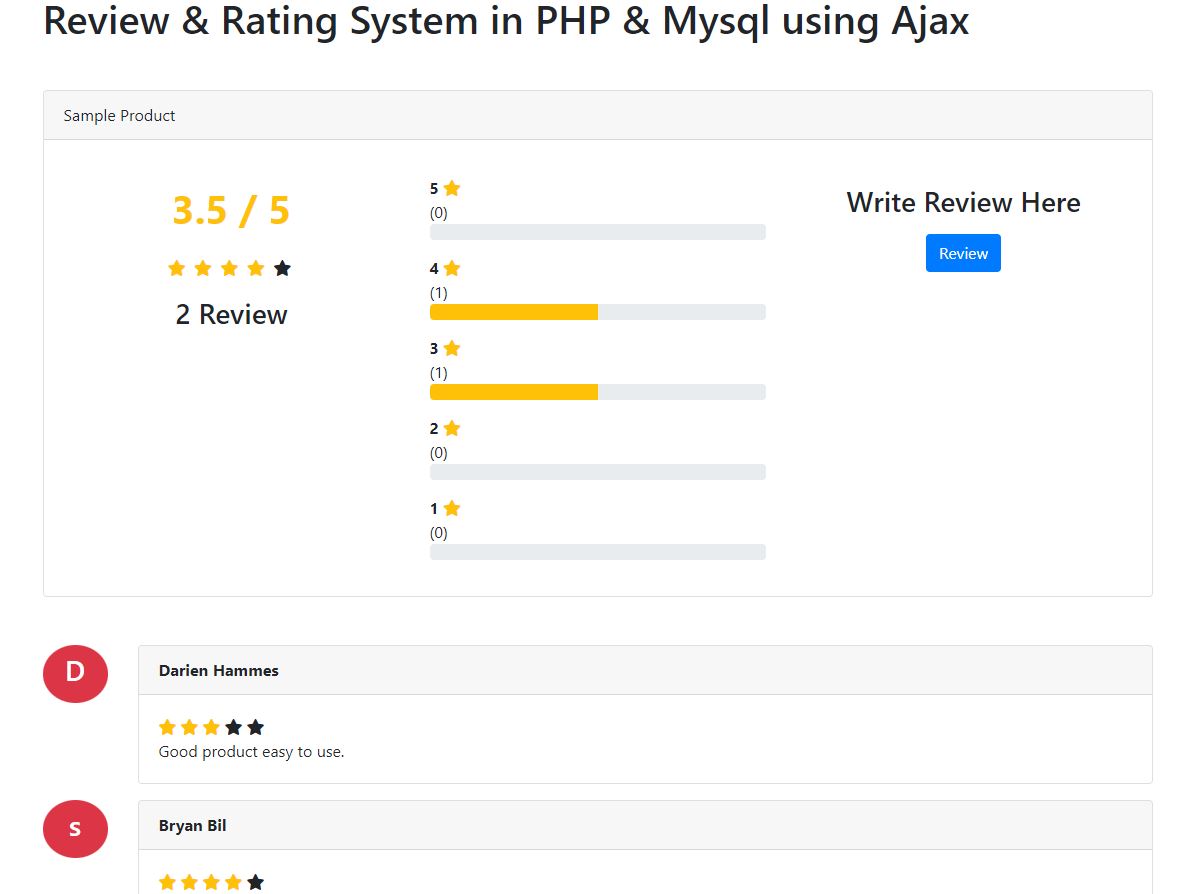 Review & Rating System in PHP & Mysql using Ajax
Sample Product
3.5 / 5
2 Review
5
(0)
4
(1)
3
(1)
2
(0)
1
(0)
Write Review Here
Review
D
Darien Hammes
Good product easy to use.
s
Bryan Bil